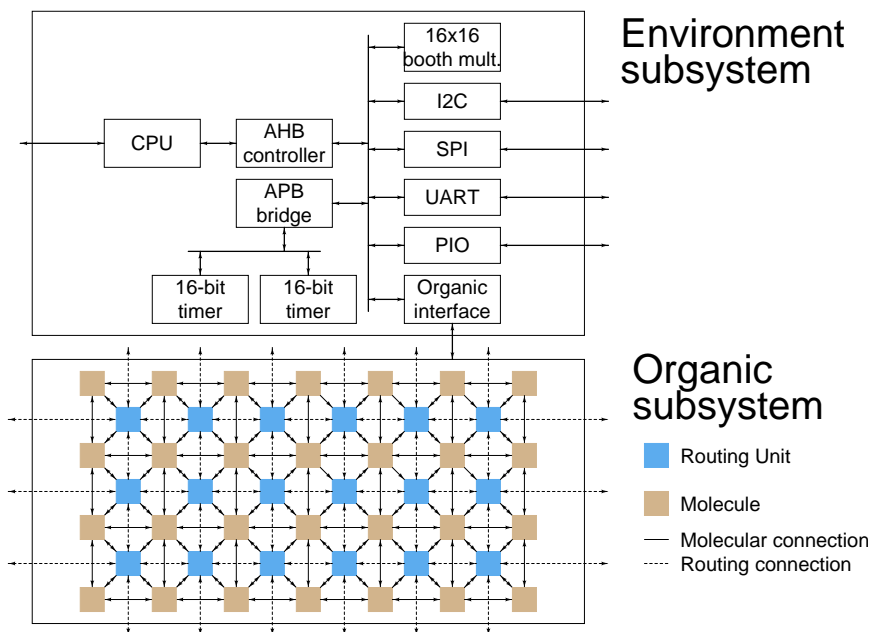 Environment
subsystem
16x16
booth mult.
I2C
CPU
AHB
controller
SPI
APB
bridge
UART
PIO
16-bit
timer
16-bit
timer
Organic
interface
Organic
subsystem
Routing Unit
Molecule
Molecular connection
Routing connection